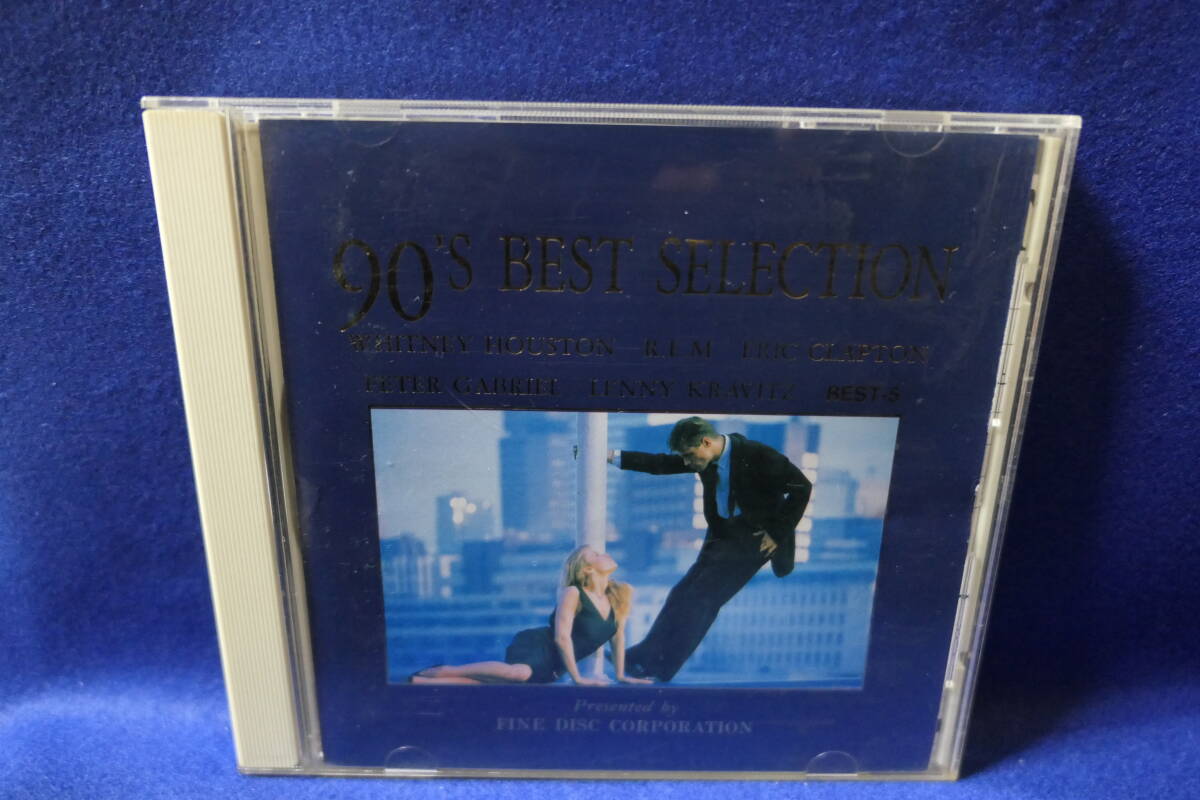 90'S BEST SELECTION
WHITNEY HOUSTON R.E.M ERIC CLAPTON
PETER GABRIEL LENNY KRAVITZ BEST-5
Presented by
FINE DISC CORPORATION